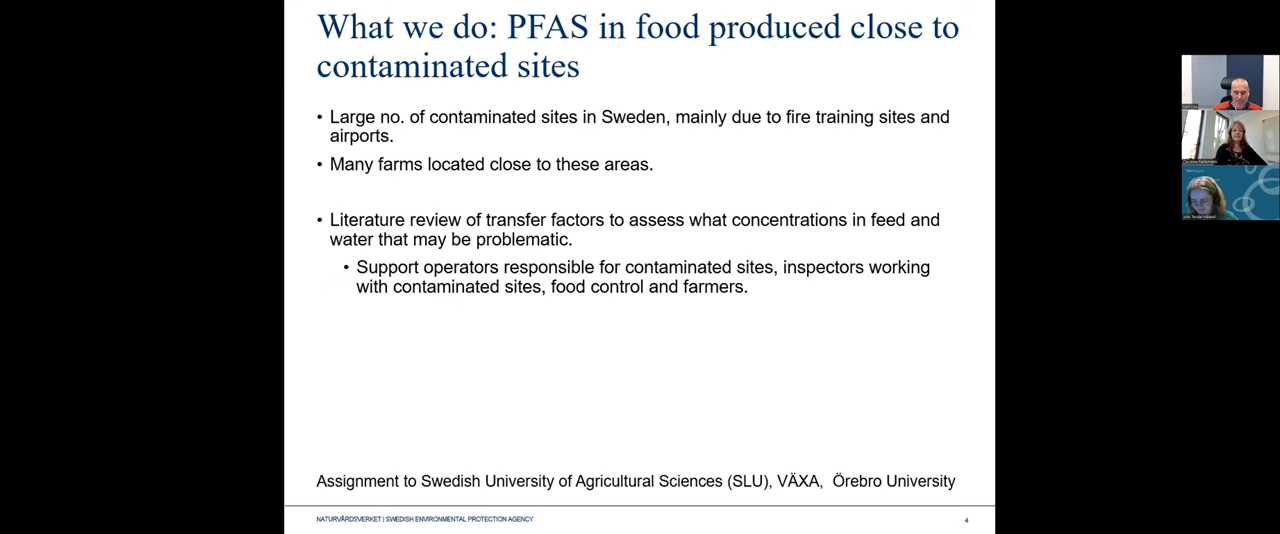 What we do: PFAS in food produced close to
contaminated sites
• Large no. of contaminated sites in Sweden, mainly due to fire training sites and
airports.
• Many farms located close to these areas.
• Literature review of transfer factors to assess what concentrations in feed and
water that may be problematic.
• Support operators responsible for contaminated sites, inspectors working
with contaminated sites, food control and farmers.
Assignment to Swedish University of Agricultural Sciences (SLU), VÄXA, Örebro University
NATURVÅRDSVERKET | SWEDISH ENVIRONMENTAL PROTECTION AGENCY
4